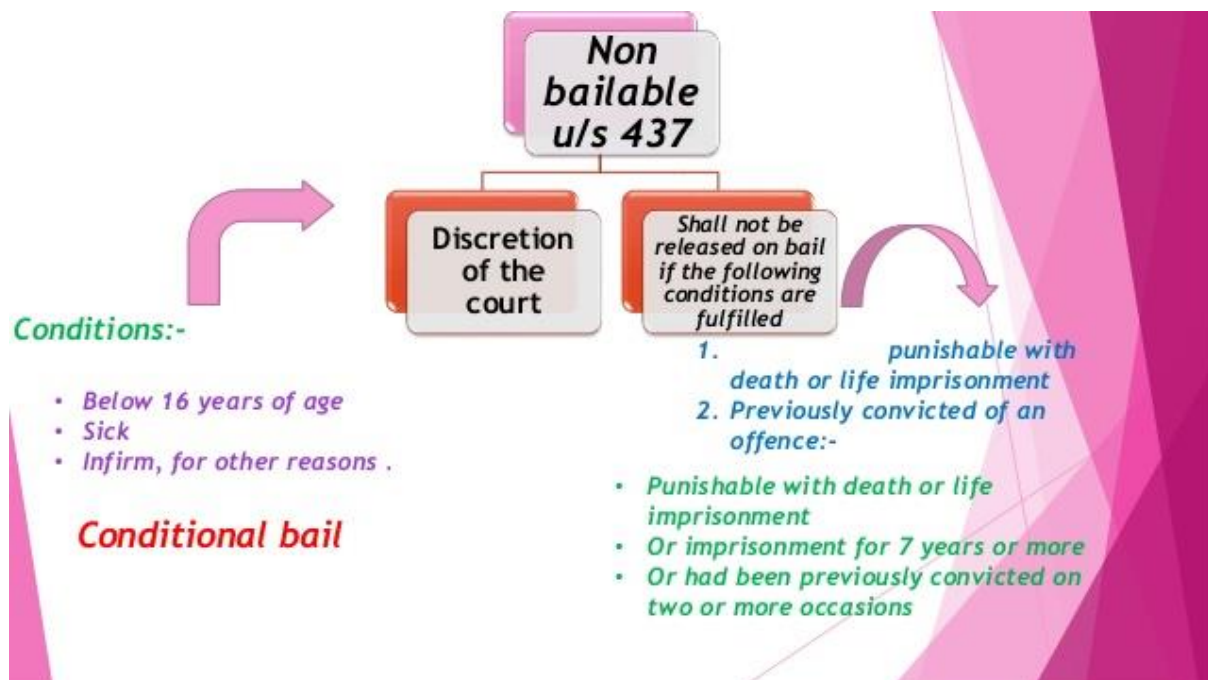 Non
bailable
u/s 437
Discretion
of the
court
Shall not be
released on bail
if the following
conditions are
fulfilled
Conditions:-
• Below 16 years of age
• Sick
• Infirm, for other reasons .
Conditional bail
1. punishable with
death or life imprisonment
2. Previously convicted of an
offence:-
• Punishable with death or life
imprisonment
• Or imprisonment for 7 years or more
• Or had been previously convicted on
two or more occasions